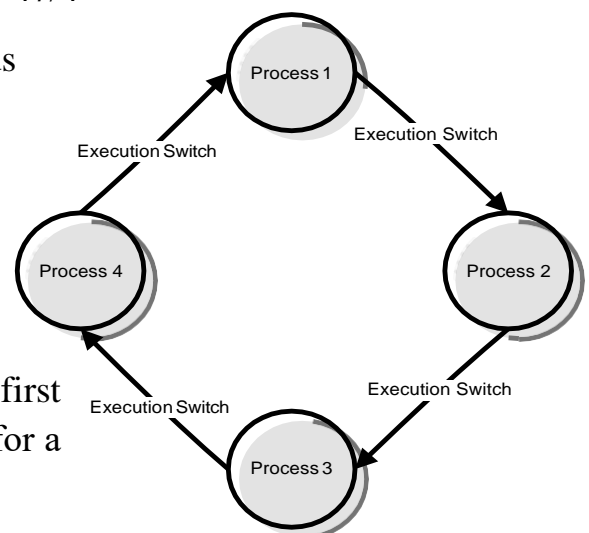 Process 1
Execution Switch
Execution Switch
Process 4
Process 2
first
Execution Switch
Execution Switch
for a
Process 3